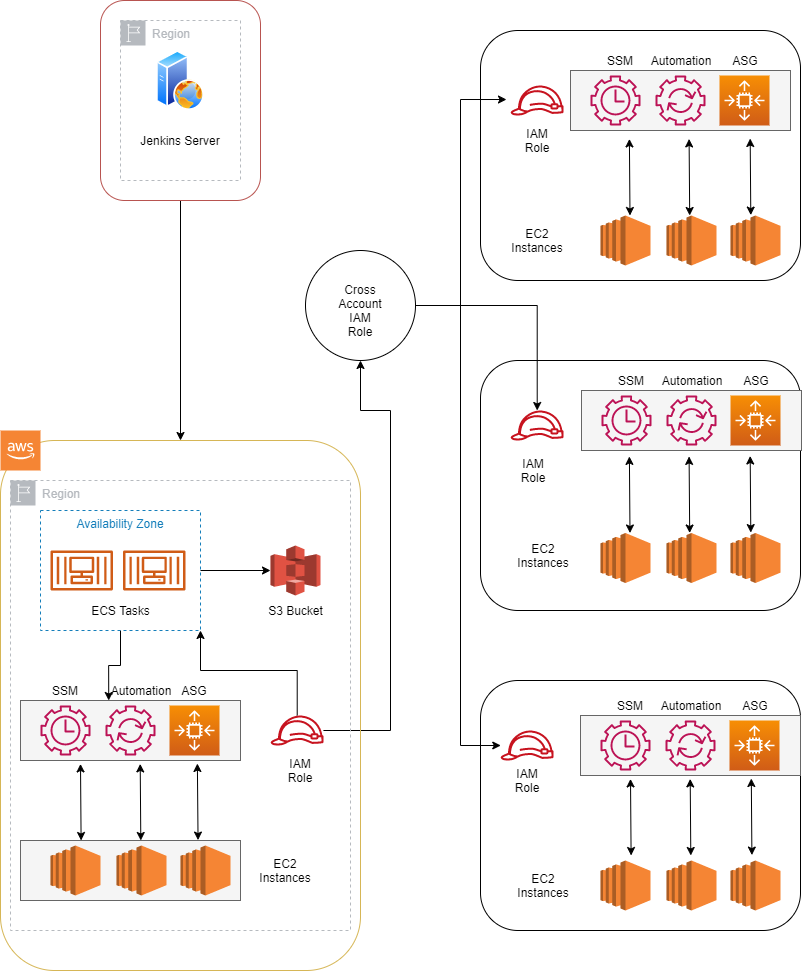 Region
Jenkins Server
SSM Automation ASG
IAM
Role
EC2
Instances
Cross
Account
IAM
Role
SSM Automation ASG
IAM
Role
EC2
Instances
aws
Region
Availability Zone
ECS Tasks
S3 Bucket
SSM Automation ASG
IAM
Role
EC2
Instances
SSM Automation ASG
IAM
Role
EC2
Instances